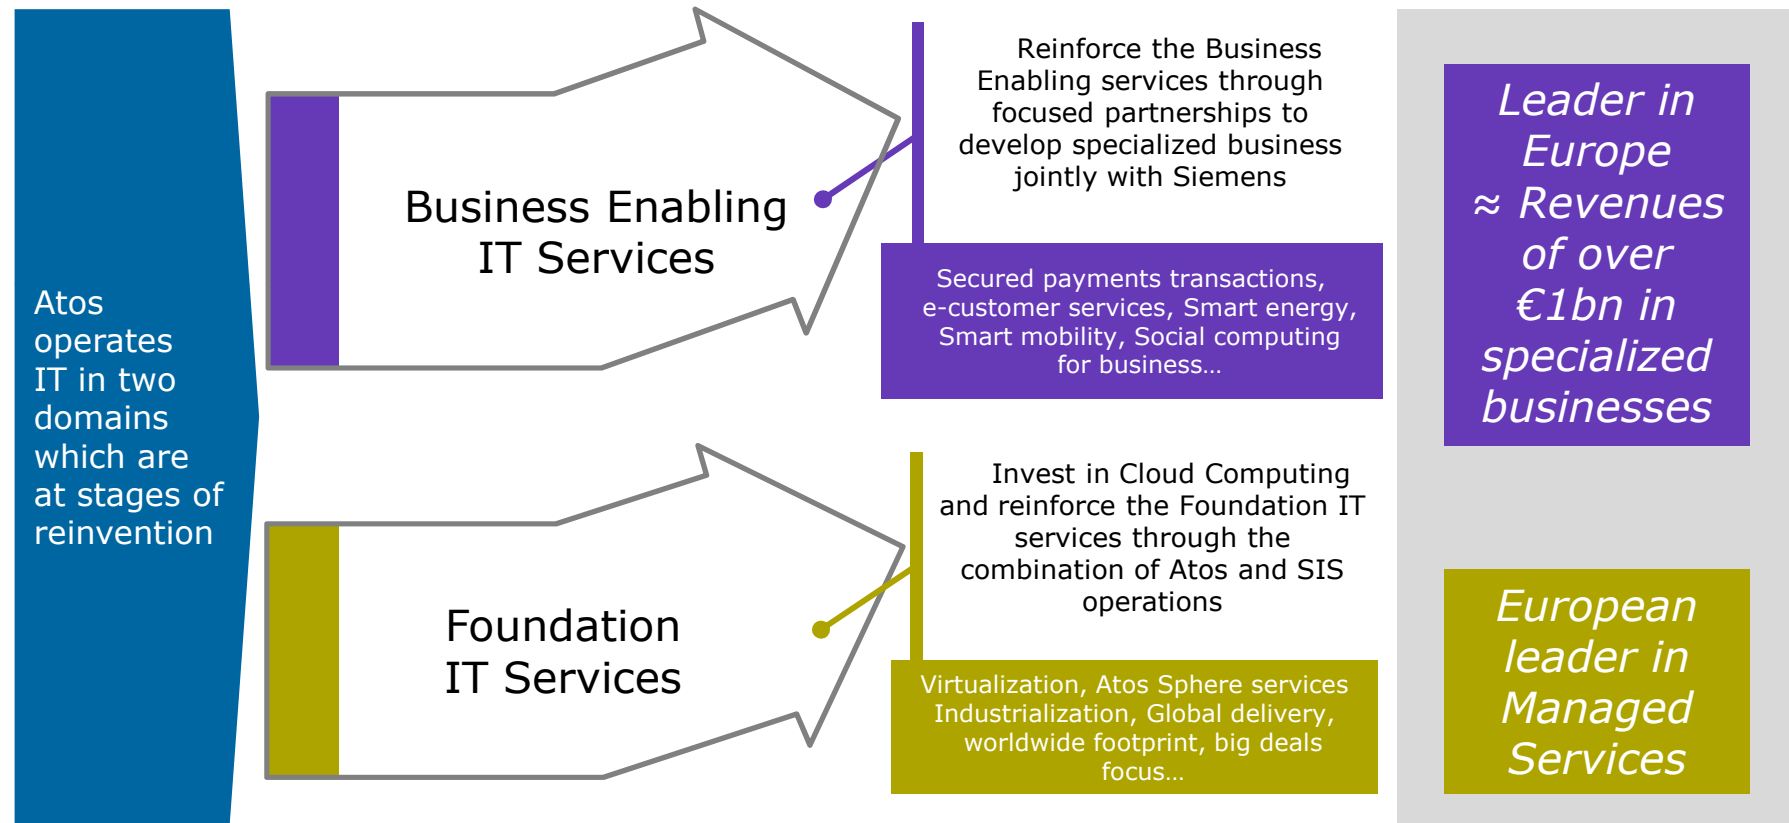 Atos
operates
IT in two
domains
which are
at stages of
reinvention
Business Enabling
IT Services
Reinforce the Business
Enabling services through
focused partnerships to
develop specialized business
jointly with Siemens
Secured payments transactions,
e-customer services, Smart energy,
Smart mobility, Social computing
for business…
Leader in
Europe
≈ Revenues
of over
€1bn in
specialized
businesses
Foundation
IT Services
Invest in Cloud Computing
and reinforce the Foundation IT
services through the
combination of Atos and SIS
operations
Virtualization, Atos Sphere services
Industrialization, Global delivery,
worldwide footprint, big deals
focus…
European
leader in
Managed
Services